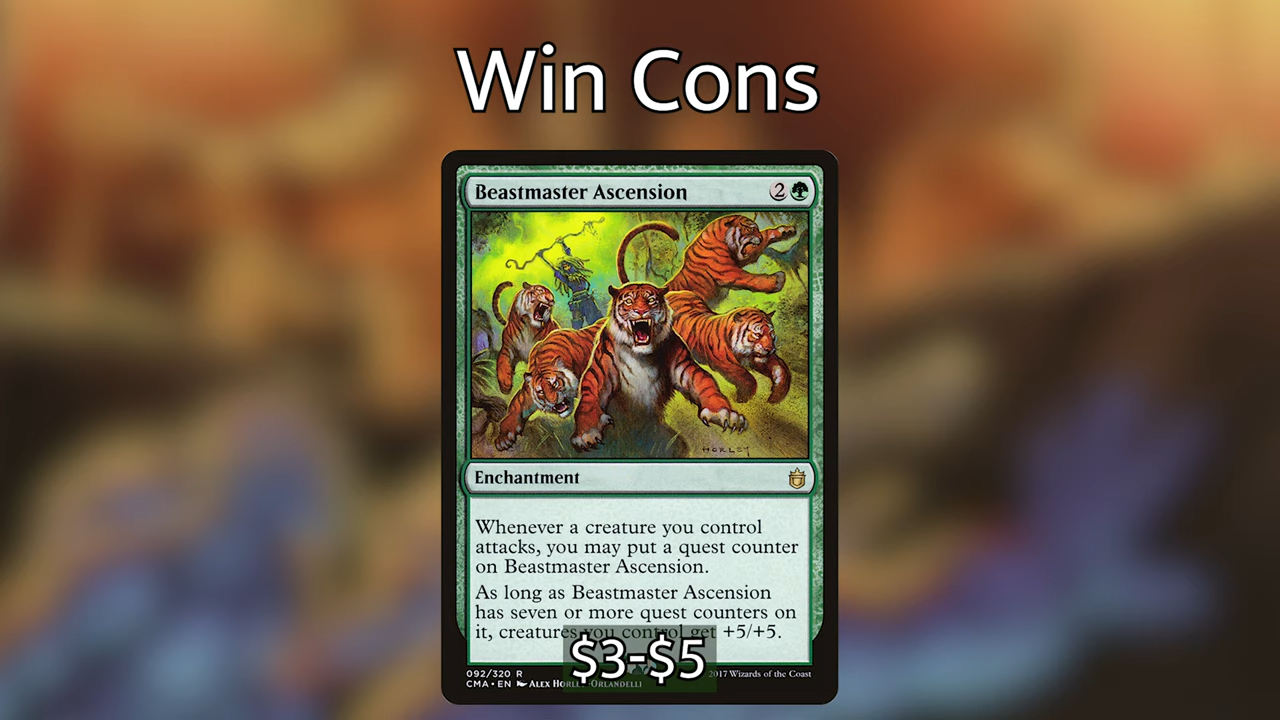 Win Cons
Beastmaster Ascension 2
HORLEY
Enchantment
Whenever a creature you control
attacks, you may put a quest counter
on Beastmaster Ascension.
As long as Beastmaster Ascension
has seven or more quest counters on
it, creatures you control get +5/+5.
$3-$5
092/320 R
2017 Wizards of the Coast
CMA • EN ALEX HORLEY-ORLANDELLI